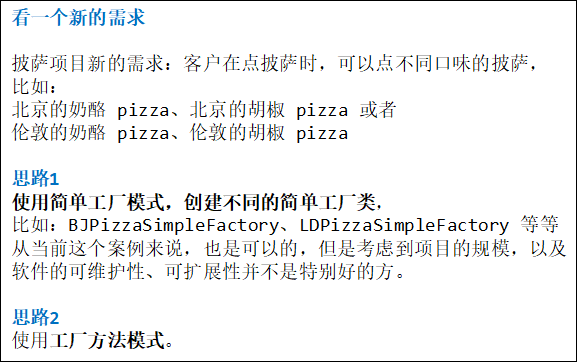 看一个新的需求
披萨项目新的需求：客户在点披萨时，可以点不同口味的披萨，
比如：
北京的奶酪 pizza、北京的胡椒 pizza 或者
伦敦的奶酪 pizza、伦敦的胡椒 pizza
思路1
使用简单工厂模式，创建不同的简单工厂类，
比如：BJPizzaSimpleFactory、LDPizzaSimpleFactory 等等
从当前这个案例来说，也是可以的，但是考虑到项目的规模，以及
软件的可维护性、可扩展性并不是特别好的方。
思路2
使用工厂方法模式。